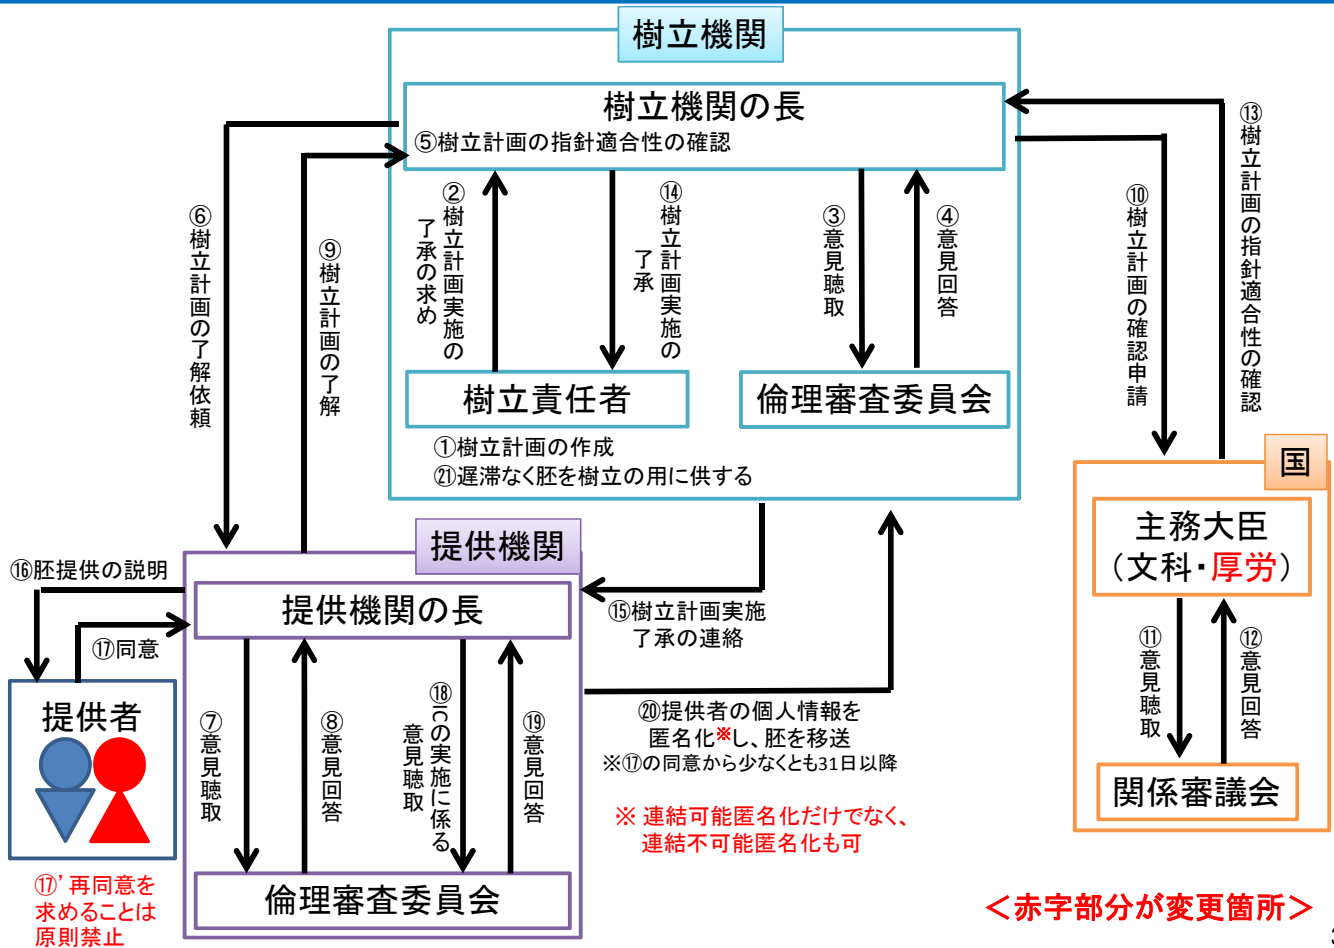 樹立機関
樹立機関の長
⑤樹立計画の指針適合性の確認
②樹立計画実施の
了承の求め
⑭樹立計画実施の
了承
③意見聴取
④意見回答
樹立責任者
倫理審査委員会
①樹立計画の作成
㉑遅滞なく胚を樹立の用に供する
⑥樹立計画の了解依頼
⑨樹立計画の了解
⑩樹立計画の確認申請
⑬樹立計画の指針適合性の確認
国
主務大臣
（文科・厚労）
⑪意見聴取
⑫意見回答
関係審議会
提供機関
提供機関の長
⑯胚提供の説明
⑰同意
提供者
⑰’再同意を
求めることは
原則禁止
⑦意見聴取
⑧意見回答
⑱ICの実施に係る
意見聴取
⑲意見回答
倫理審査委員会
⑮樹立計画実施
了承の連絡
⑳提供者の個人情報を
匿名化※し、胚を移送
※⑰の同意から少なくとも31日以降
※ 連結可能匿名化だけでなく、
連結不可能匿名化も可
＜赤字部分が変更箇所＞